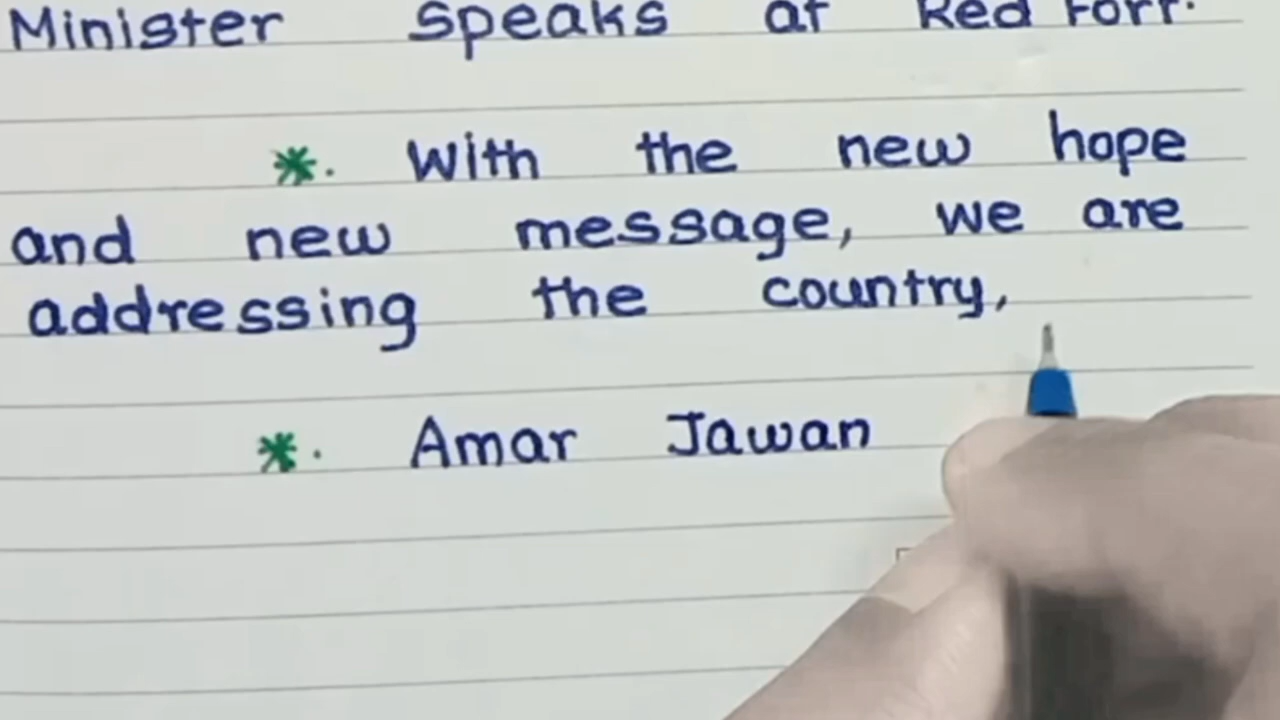 Minister speaks at Red Fort.
*. With the new hope
and new message, we are
addressing the country,
*. Amar Jawan